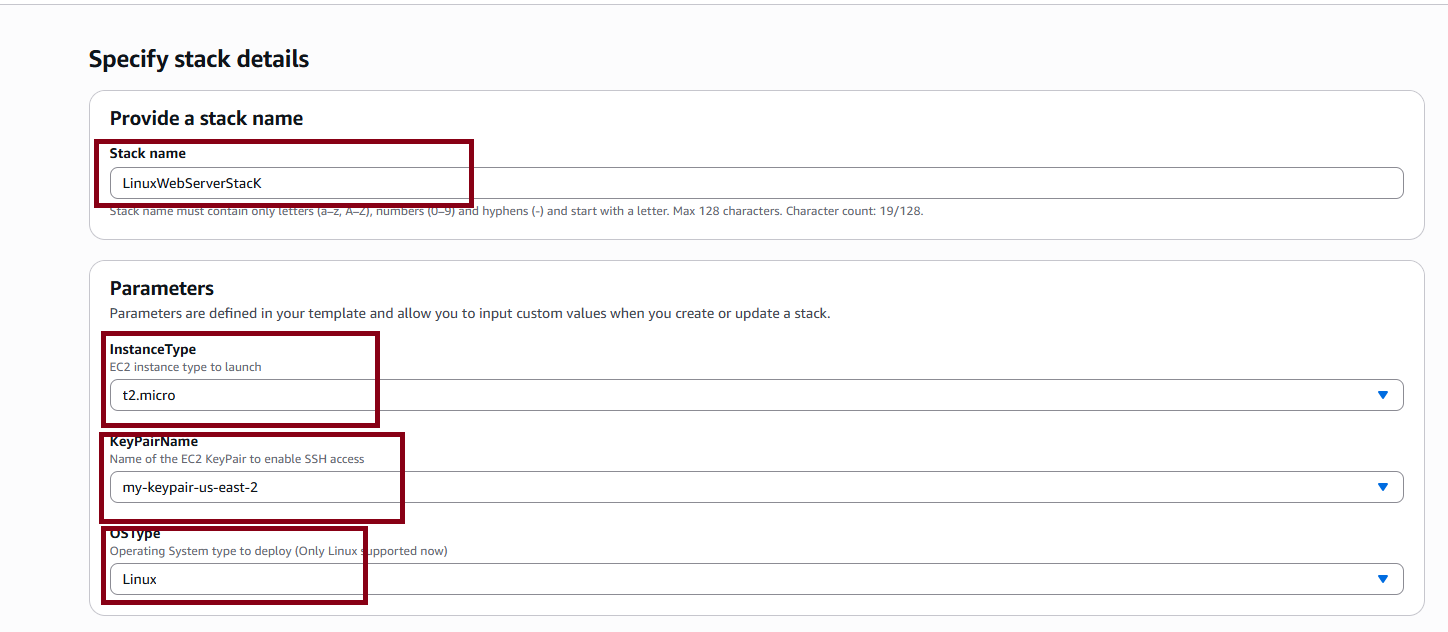 Specify stack details
Provide a stack name
Stack name
LinuxWebServerStacK
Stack name must contain only letters (a–z, A–Z), numbers (0–9) and hyphens (-) and start with a letter. Max 128 characters. Character count: 19/128.
Parameters
Parameters are defined in your template and allow you to input custom values when you create or update a stack.
InstanceType
EC2 instance type to launch
t2.micro
KeyPairName
Name of the EC2 KeyPair to enable SSH access
my-keypair-us-east-2
OSType
Operating System type to deploy (Only Linux supported now)
Linux